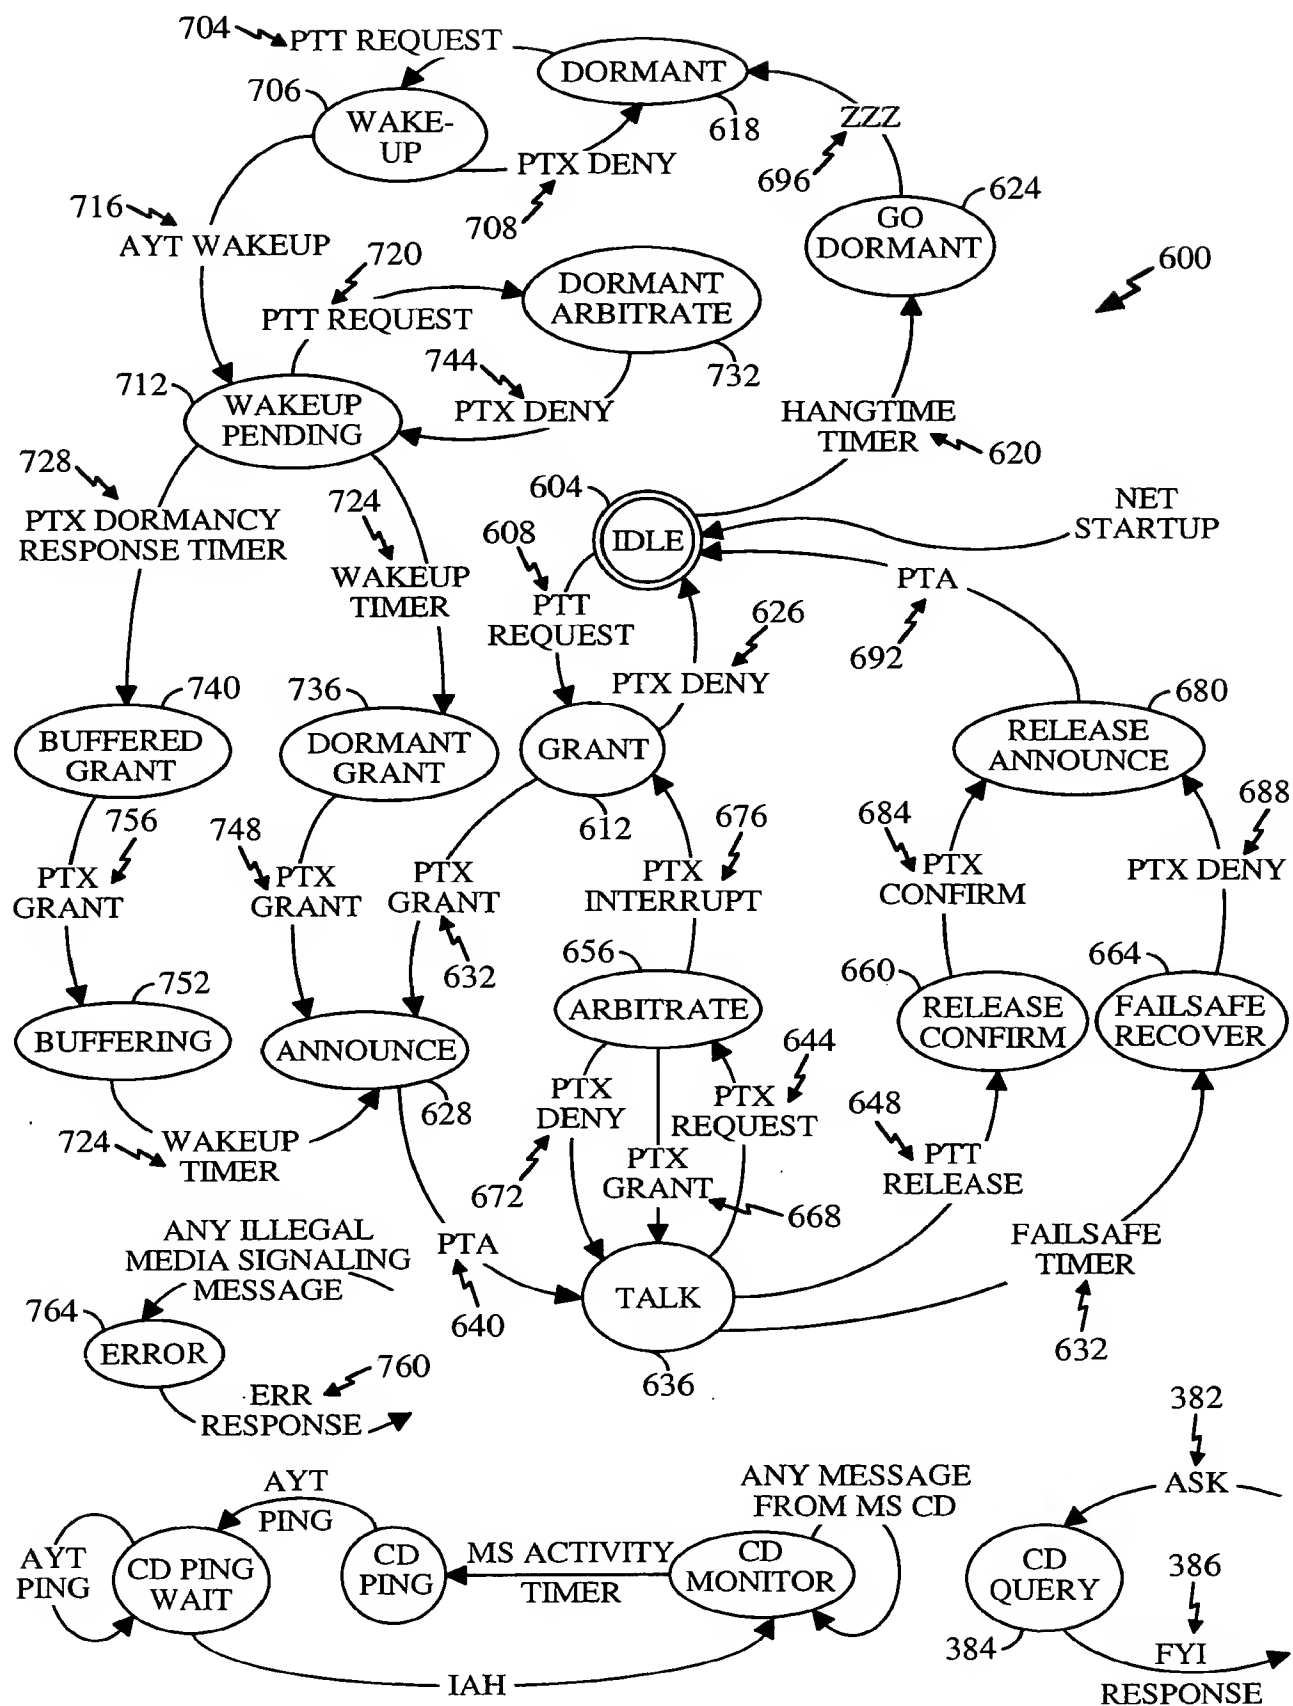 704 PTT REQUEST
DORMANT
618
706
WAKE-
UP
PTX DENY
708
ZZZ
696
624
GO
DORMANT
600
716
AYT WAKEUP
720
PTT REQUEST
DORMANT
ARBITRATE
732
744
PTX DENY
712
WAKEUP
PENDING
HANGTIME
TIMER
620
728
PTX DORMANCY
RESPONSE TIMER
724
WAKEUP
TIMER
604
IDLE
NET
STARTUP
608
PTT
REQUEST
626
PTX DENY
PTA
692
740
BUFFERED
GRANT
736
DORMANT
GRANT
GRANT
612
680
RELEASE
ANNOUNCE
756
PTX
GRANT
748
PTX
GRANT
PTX
GRANT
632
676
PTX
INTERRUPT
684
PTX
CONFIRM
688
PTX DENY
752
BUFFERING
ANNOUNCE
628
656
ARBITRATE
660
RELEASE
CONFIRM
664
FAILSAFE
RECOVER
724
WAKEUP
TIMER
PTX
DENY
672
PTX
GRANT
668
644
PTX
REQUEST
648
PTT
RELEASE
FAILSAFE
TIMER
632
PTA
640
TALK
636
ANY ILLEGAL
MEDIA SIGNALING
MESSAGE
764
ERROR
760
ERR
RESPONSE
382
ASK
AYT
PING
AYT
PING
CD PING
WAIT
CD
PING
MS ACTIVITY
TIMER
CD
MONITOR
ANY MESSAGE
FROM MS CD
IAH
CD
QUERY
384
386
FYI
RESPONSE